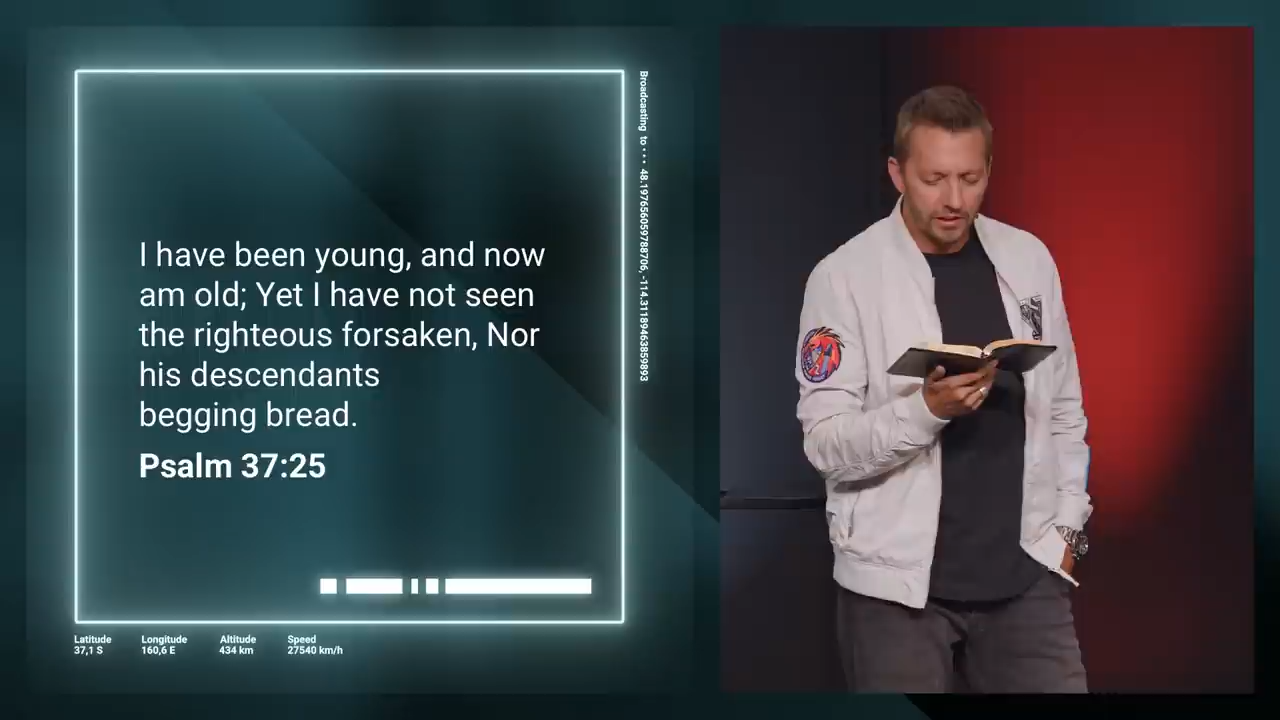 I have been young, and now
am old; Yet I have not seen
the righteous forsaken, Nor
his descendants
begging bread.
Psalm 37:25
Broadcasting to • • • 48.197656059788706, -114.31189463859893
Latitude Longitude Altitude Speed
37,1 S 160,6 E 434 km 27540 km/h